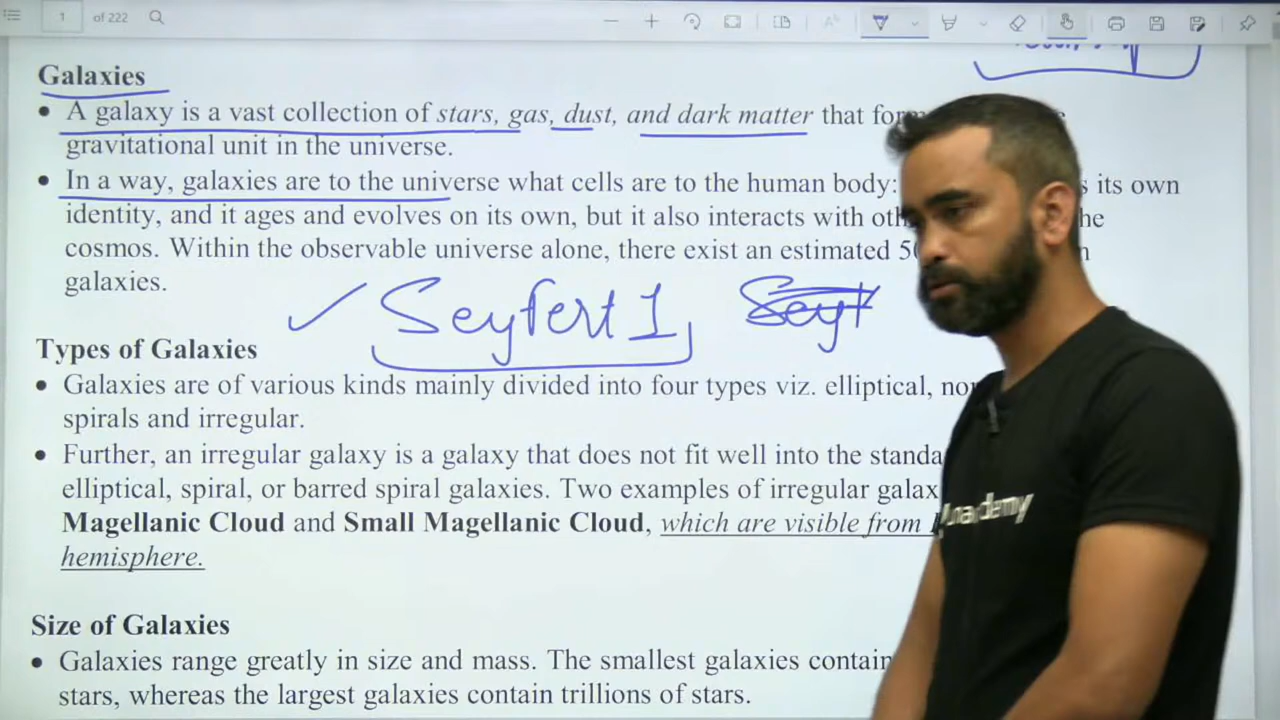 1 of 222
Galaxies
• A galaxy is a vast collection of stars, gas, dust, and dark matter that
gravitational unit in the universe.
• In a way, galaxies are to the universe what cells are to the human body: its own
identity, and it ages and evolves on its own, but it also interacts with
cosmos. Within the observable universe alone, there exist an estimated
galaxies.
Seyfert 1
Types of Galaxies
• Galaxies are of various kinds mainly divided into four types viz. elliptical,
spirals and irregular.
• Further, an irregular galaxy is a galaxy that does not fit well into the
elliptical, spiral, or barred spiral galaxies. Two examples of irregular
Magellanic Cloud and Small Magellanic Cloud, which are visible from
hemisphere.
Size of Galaxies
• Galaxies range greatly in size and mass. The smallest galaxies contain
stars, whereas the largest galaxies contain trillions of stars.